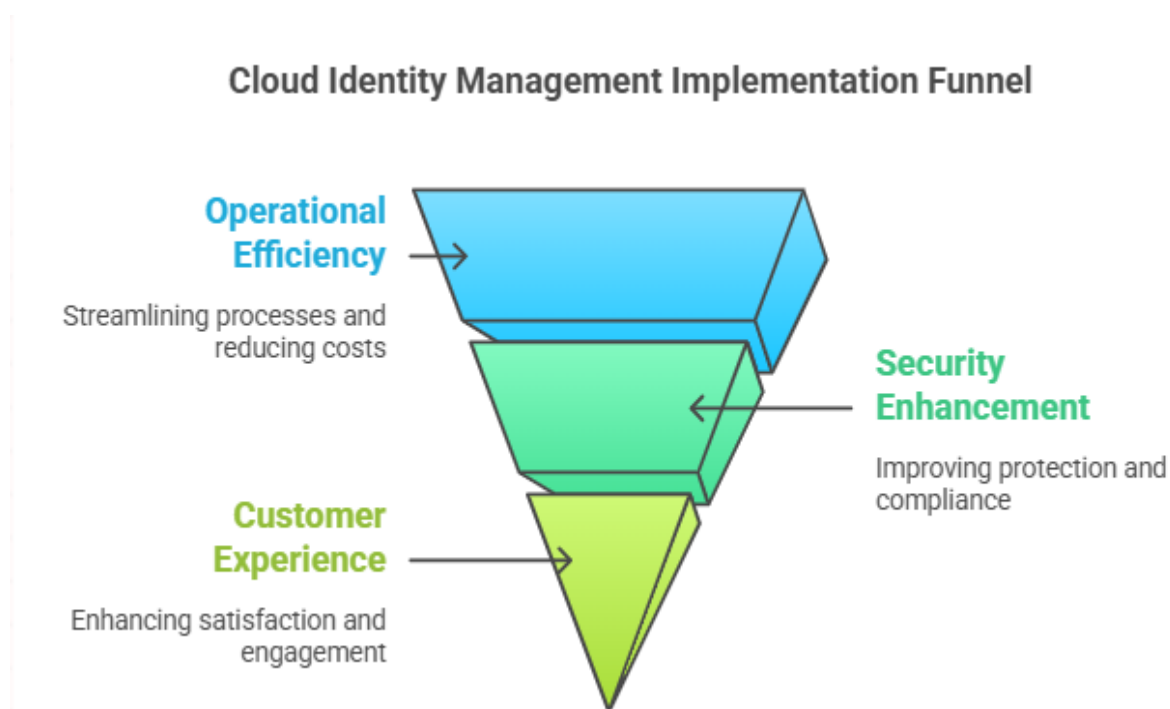 Cloud Identity Management Implementation Funnel
Operational
Efficiency
Streamlining processes and
reducing costs
Security
Enhancement
Improving protection and
compliance
Customer
Experience
Enhancing satisfaction and
engagement